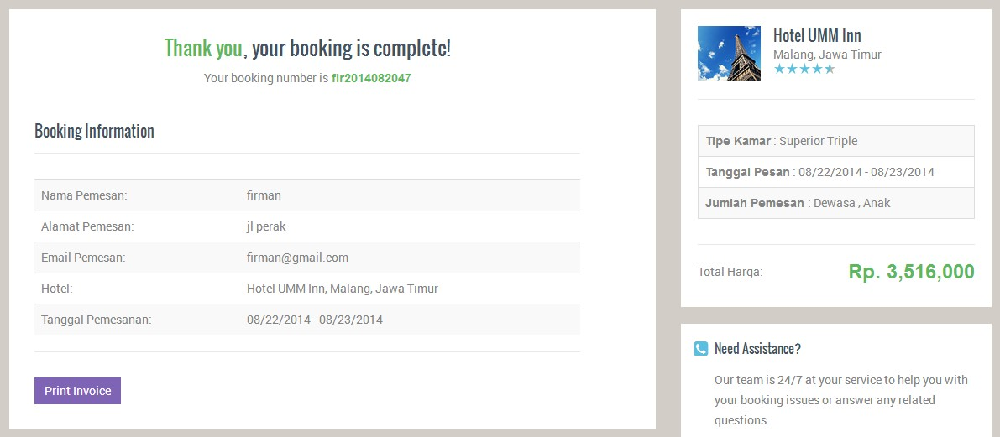 Thank you, your booking is complete!
Your booking number is fir2014082047
Booking Information
Nama Pemesan: firman
Alamat Pemesan: jl perak
Email Pemesan: firman@gmail.com
Hotel: Hotel UMM Inn, Malang, Jawa Timur
Tanggal Pemesanan: 08/22/2014 - 08/23/2014
Print Invoice
Hotel UMM Inn
Malang, Jawa Timur
Tipe Kamar : Superior Triple
Tanggal Pesan : 08/22/2014 - 08/23/2014
Jumlah Pemesan : Dewasa , Anak
Total Harga: Rp. 3,516,000
Need Assistance?
Our team is 24/7 at your service to help you with
your booking issues or answer any related
questions